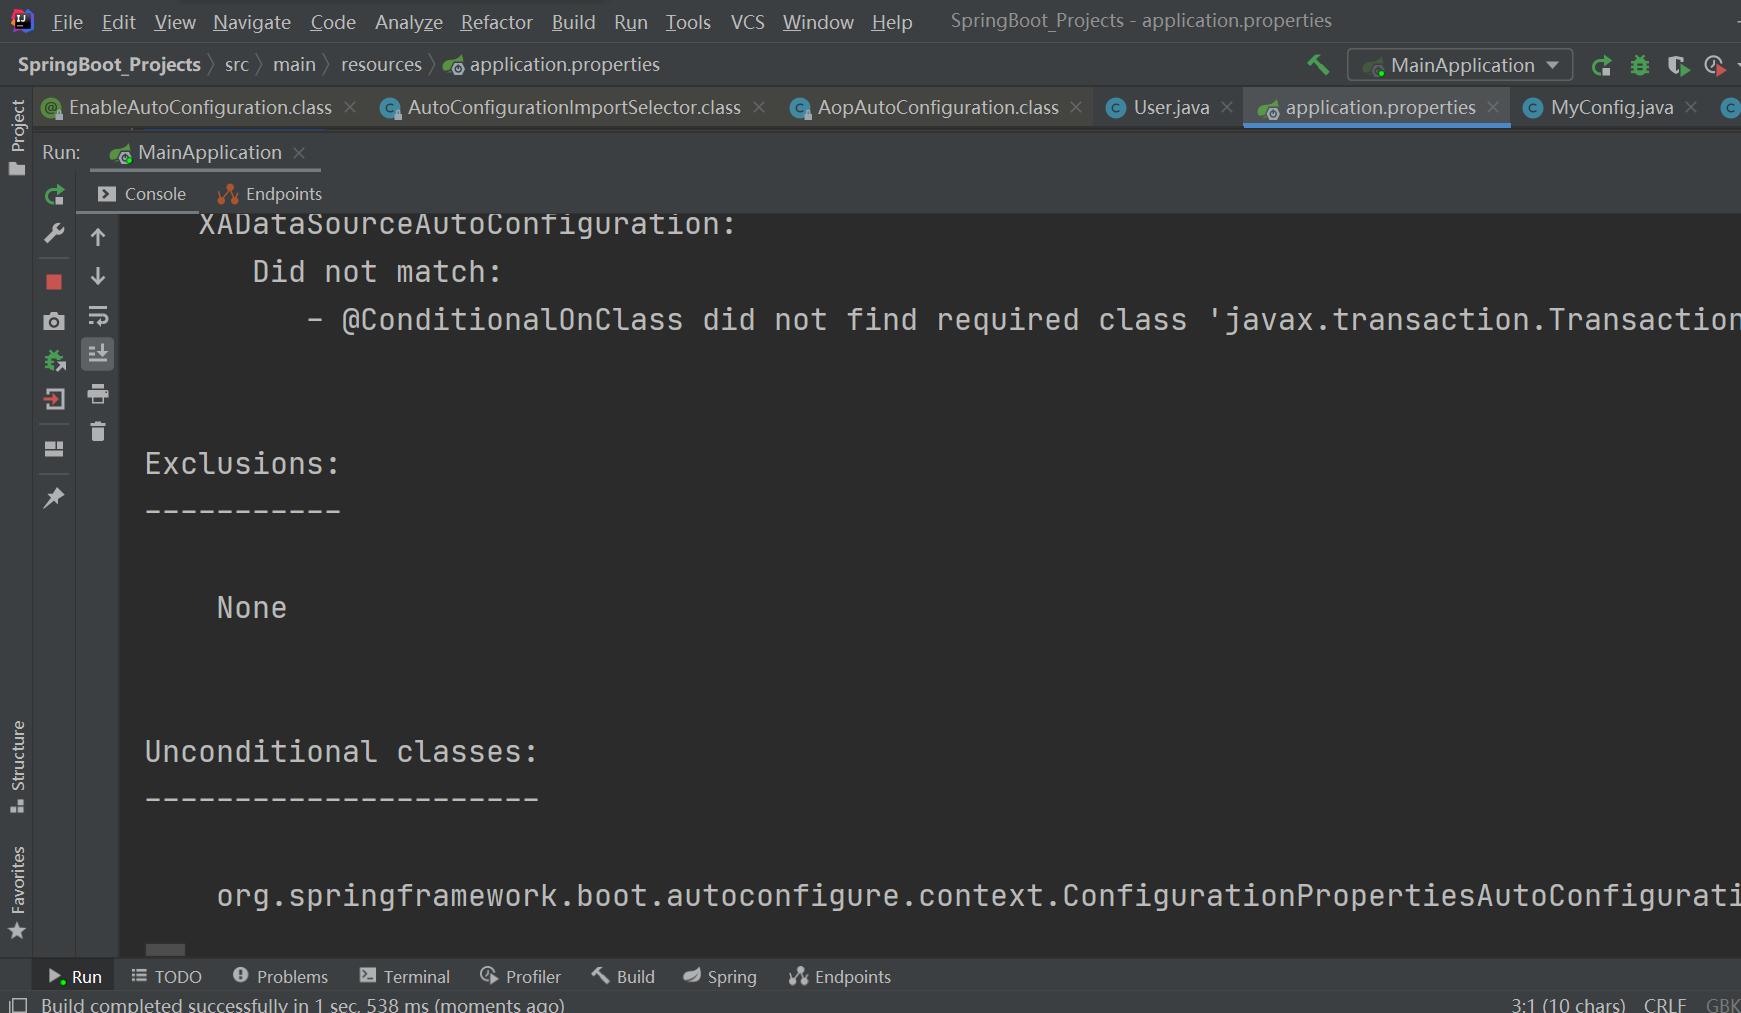 File Edit View Navigate Code Analyze Refactor Build Run Tools VCS Window Help SpringBoot_Projects - application.properties
SpringBoot_Projects src main resources application.properties MainApplication
EnableAutoConfiguration.class AutoConfigurationImportSelector.class AopAutoConfiguration.class User.java application.properties MyConfig.java
Project
Run: MainApplication
Console Endpoints
XADataSourceAutoConfiguration:
Did not match:
- @ConditionalOnClass did not find required class 'javax.transaction.Transaction
Exclusions:
-----------
None
Unconditional classes:
----------------------
org.springframework.boot.autoconfigure.context.ConfigurationPropertiesAutoConfigurati
Structure
Favorites
Run TODO Problems Terminal Profiler Build Spring Endpoints
Build completed successfully in 1 sec, 538 ms (moments ago) 3:1 (10 chars) CRLF GBK